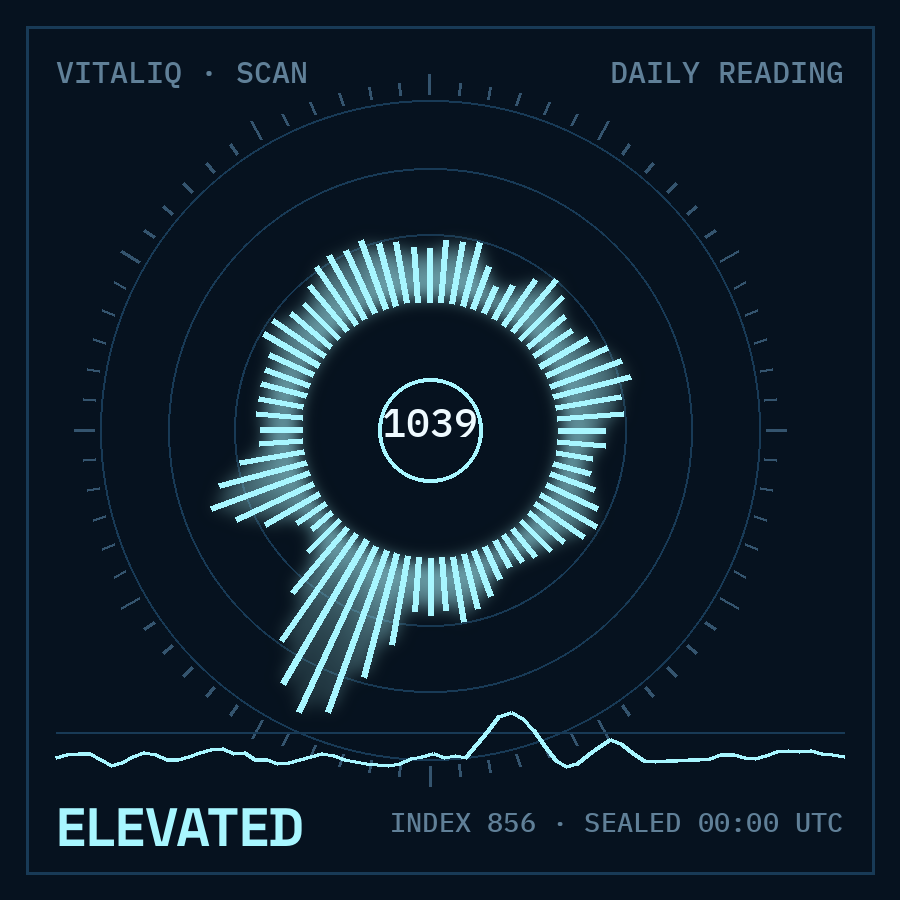 VITALIQ · SCAN
DAILY READING
1039
ELEVATED
INDEX 856 · SEALED 00:00 UTC